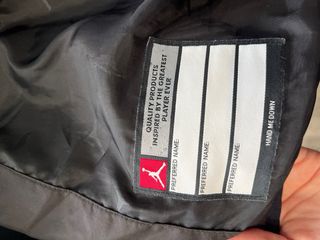 QUALITY PRODUCTS
INSPIRED BY THE GREATEST
PLAYER EVER
PREFERRED NAME:
PREFERRED NAME:
PREFERRED NAME:
HAND ME DOWN